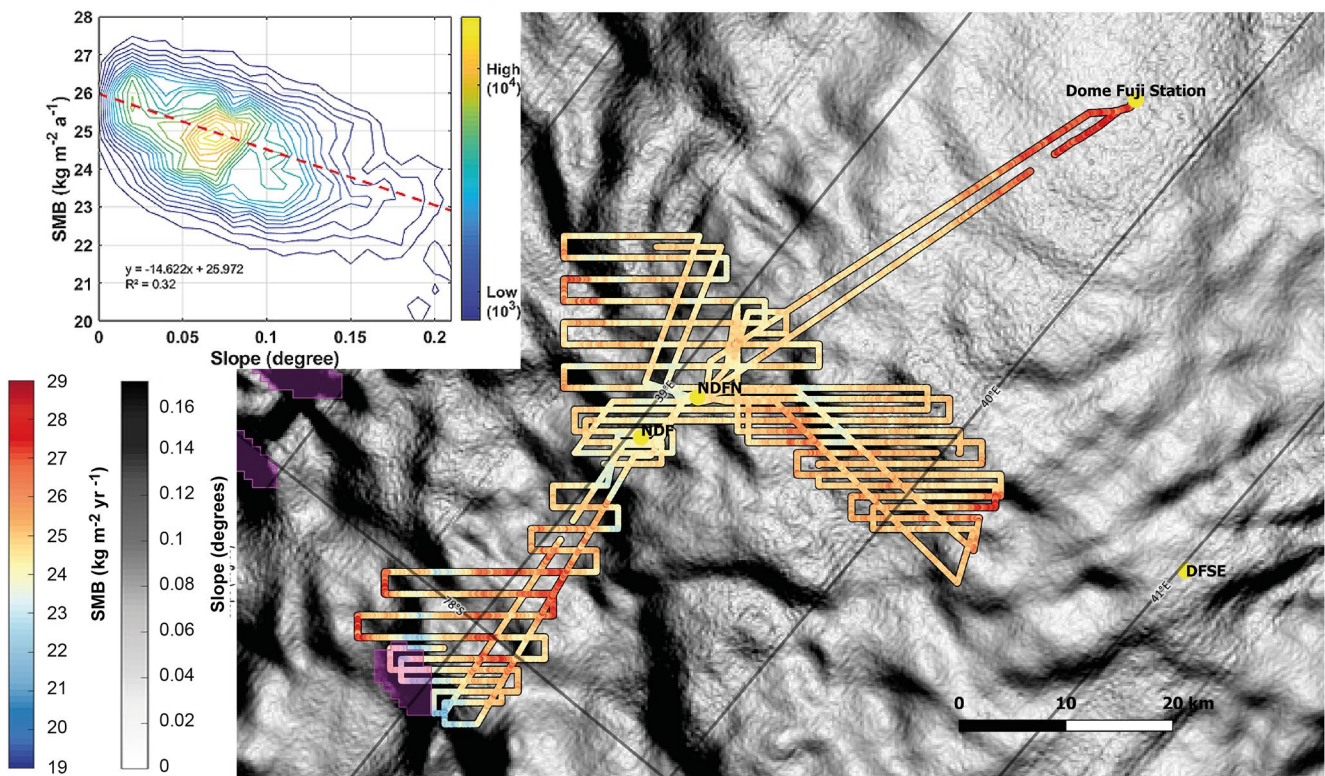 28
27
26
25
24
23
22
21
20
SMB (kg m-2 a-1)
y = -14.622x + 25.972
R² = 0.32
0
0.05
0.1
0.15
0.2
Slope (degree)
High
(10⁴)
Low
(10³)
29
28
27
26
25
24
23
22
21
20
19
SMB (kg m-2 yr-1)
0.16
0.14
0.12
0.1
0.08
0.06
0.04
0.02
0
Slope (degrees)
Dome Fuji Station
39°E
NDFN
NDF
40°E
DFSE
41°E
78°S
0 10 20 km